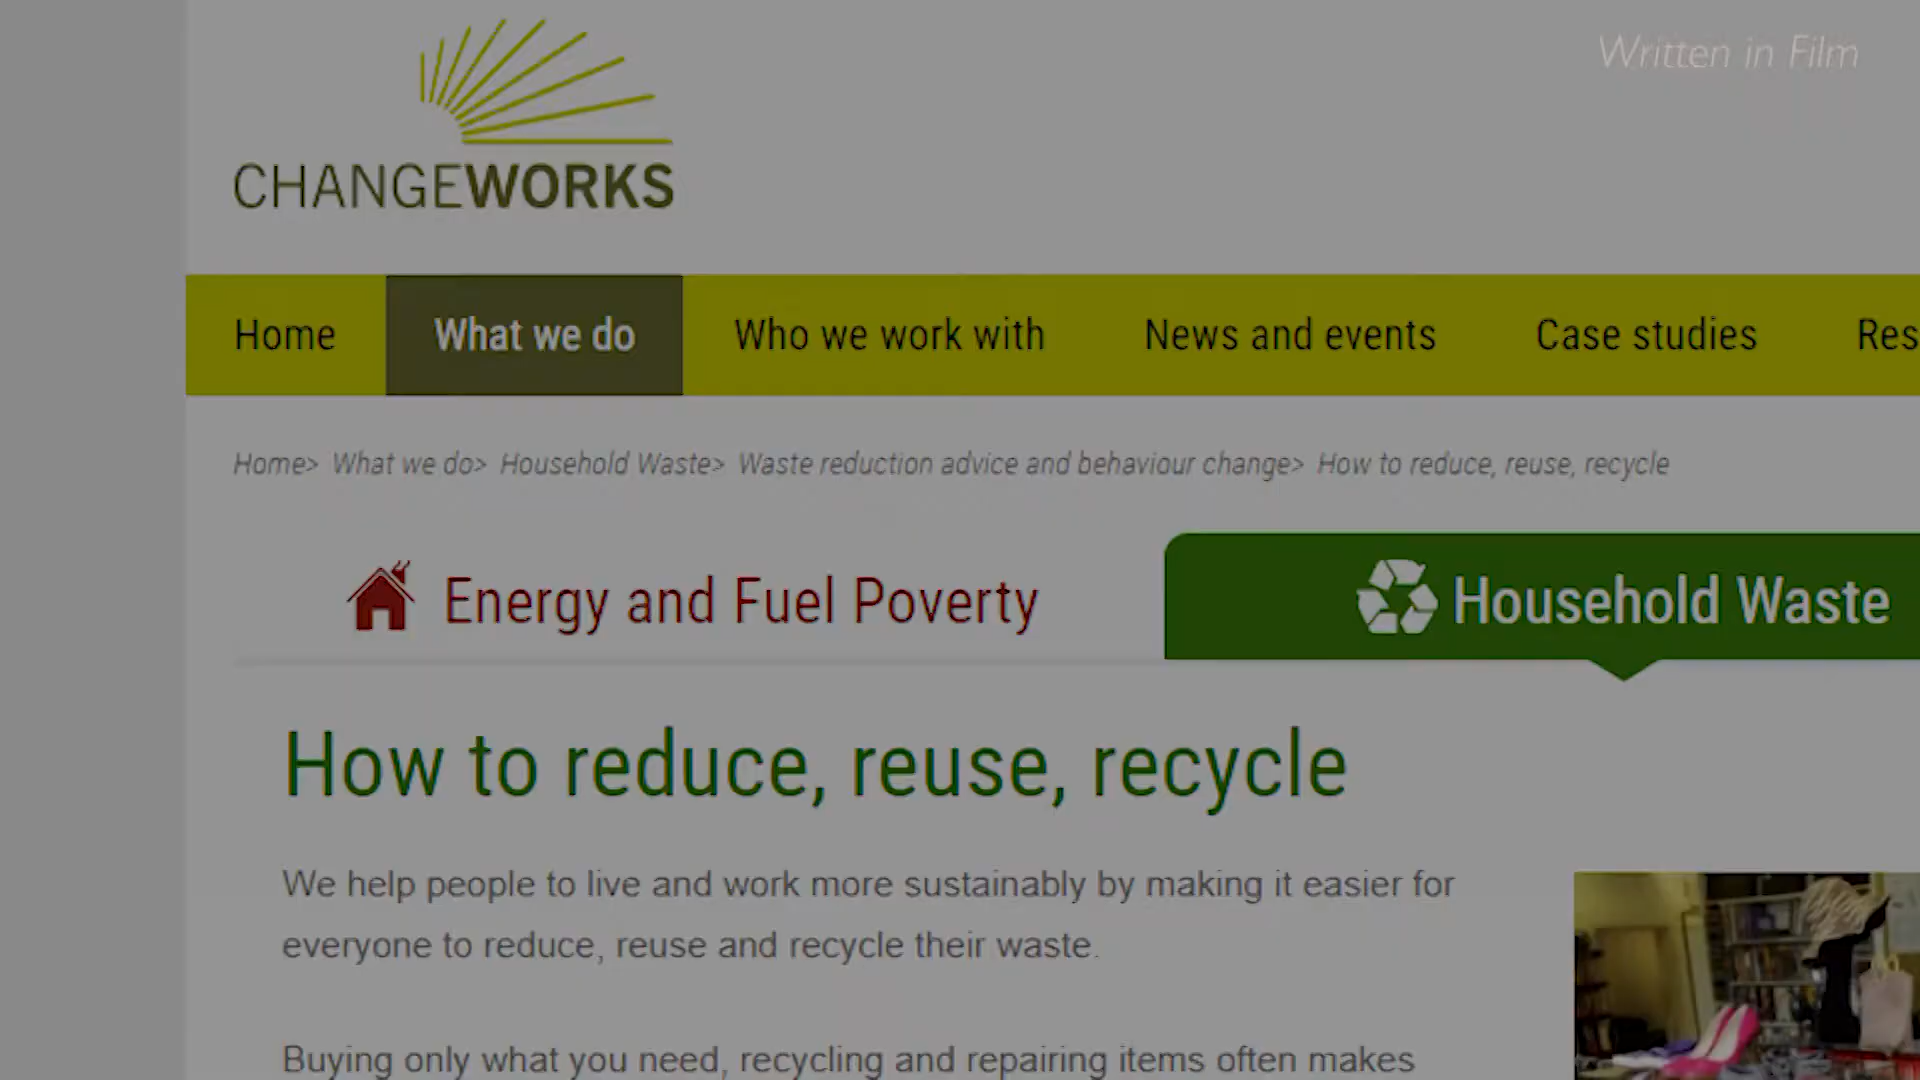 Written in Film
CHANGEWORKS
Home What we do Who we work with News and events Case studies Res
Home> What we do> Household Waste> Waste reduction advice and behaviour change> How to reduce, reuse, recycle
Energy and Fuel Poverty Household Waste
How to reduce, reuse, recycle
We help people to live and work more sustainably by making it easier for
everyone to reduce, reuse and recycle their waste.
Buying only what you need, recycling and repairing items often makes